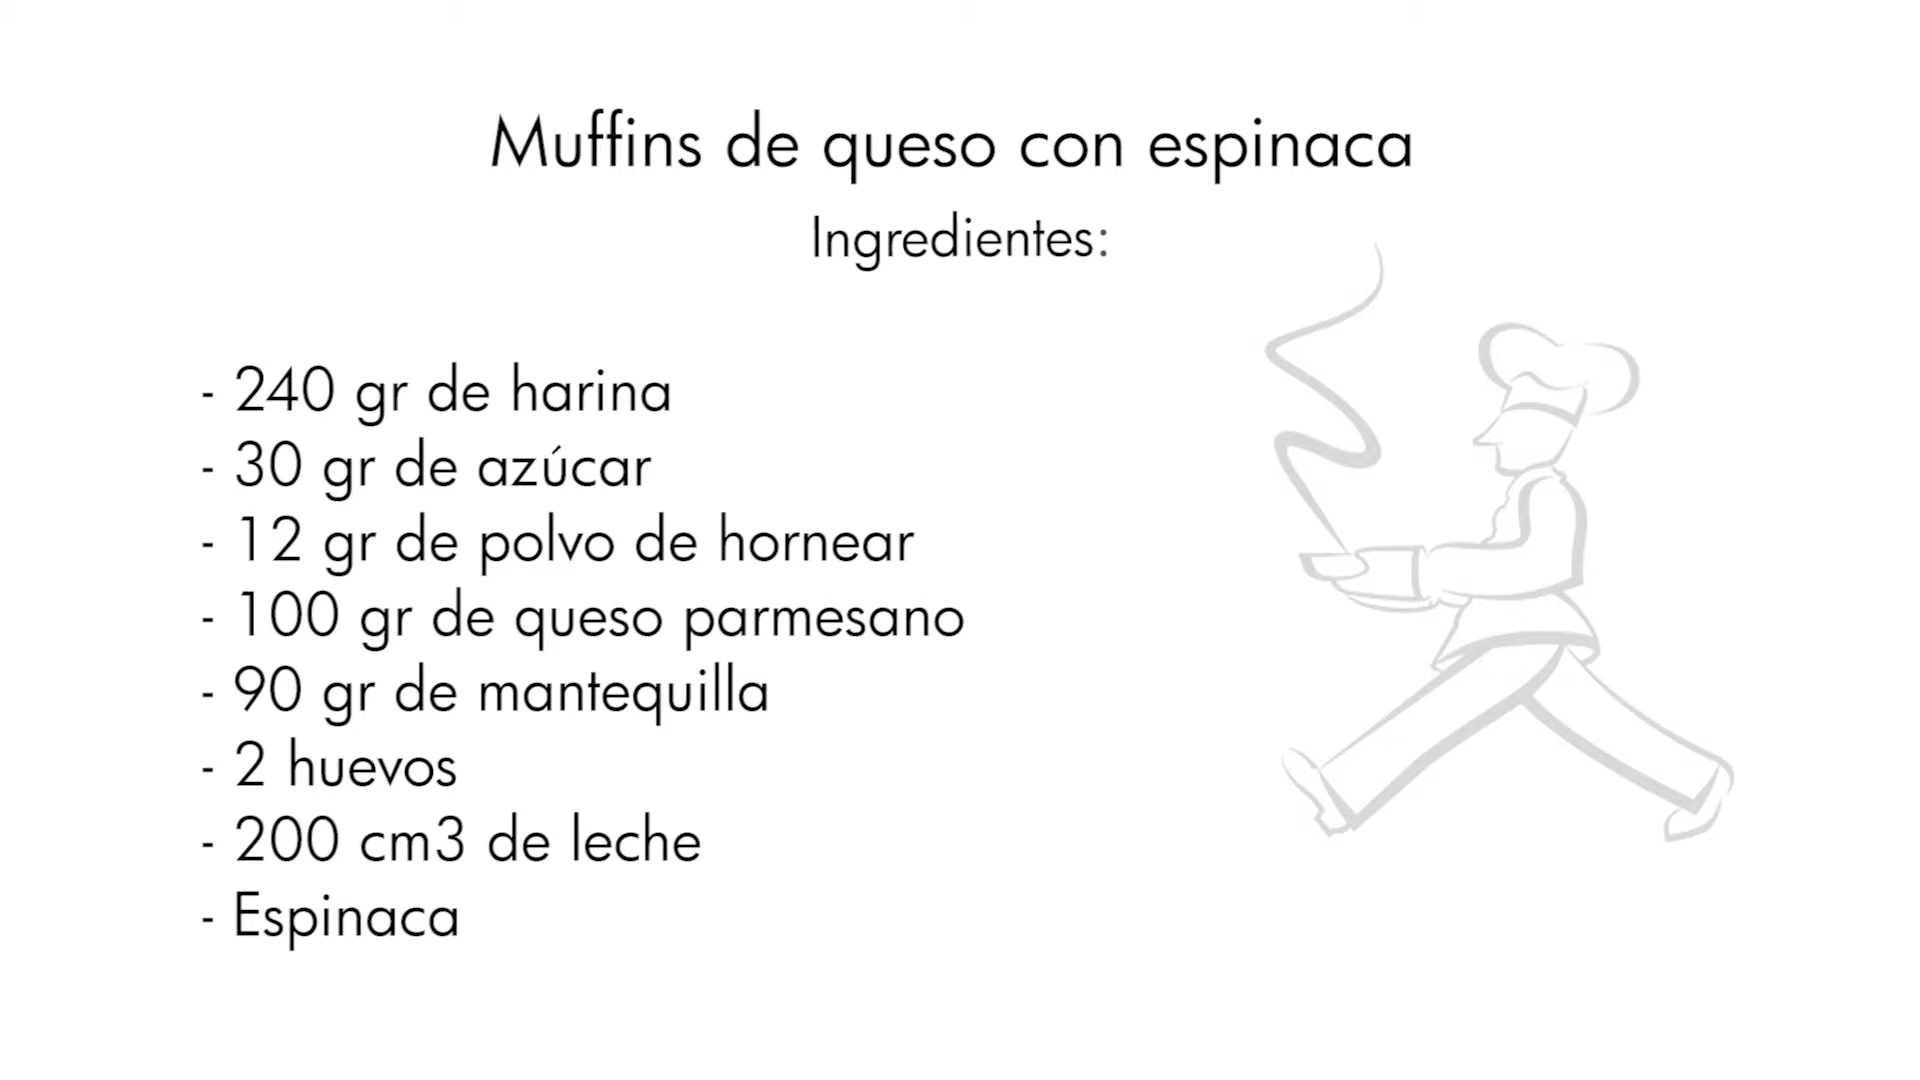 Muffins de queso con espinaca
Ingredientes:
- 240 gr de harina
- 30 gr de azúcar
- 12 gr de polvo de hornear
- 100 gr de queso parmesano
- 90 gr de mantequilla
- 2 huevos
- 200 cm3 de leche
- Espinaca